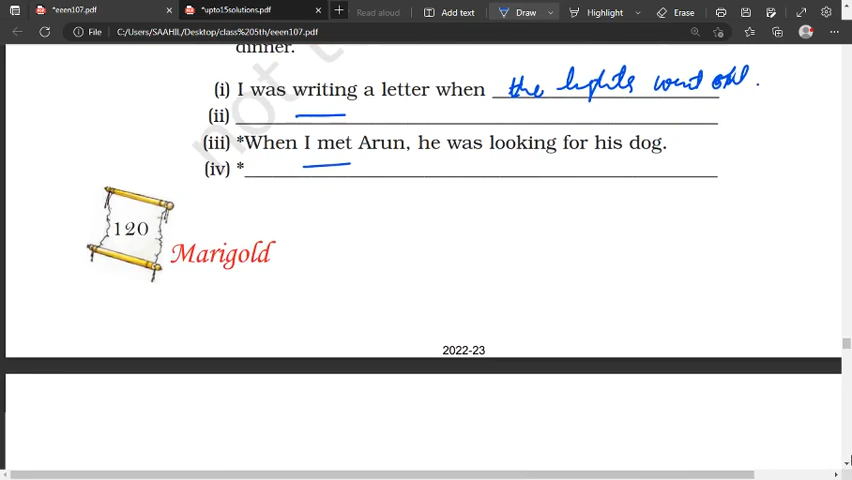 *eeen107.pdf
*upto15solutions.pdf
File C:/Users/SAAHIL/Desktop/class%205th/eeen107.pdf
Read aloud Add text Draw Highlight Erase
dinner.
(i) I was writing a letter when the lights went out.
(ii)
(iii) *When I met Arun, he was looking for his dog.
(iv) *
120
Marigold
2022-23
not t